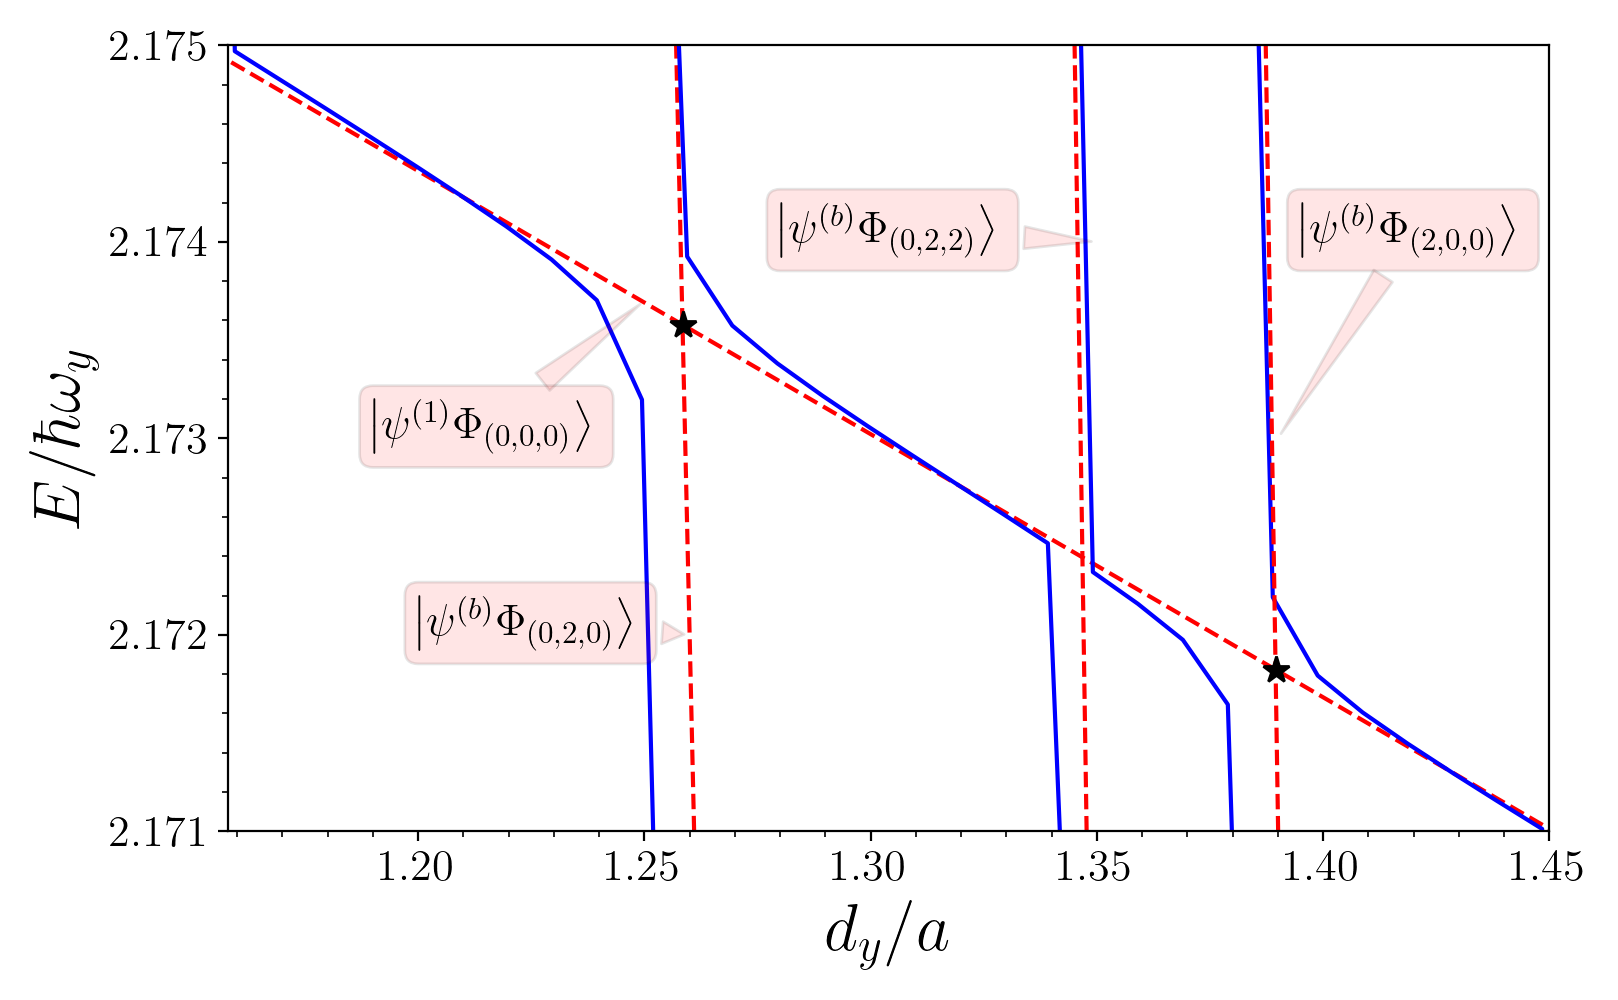 2.175
2.174
2.173
2.172
2.171
E/ħω_y
|ψ^(b)Φ_(0,2,2)⟩
|ψ^(b)Φ_(2,0,0)⟩
|ψ^(1)Φ_(0,0,0)⟩
|ψ^(b)Φ_(0,2,0)⟩
1.20 1.25 1.30 1.35 1.40 1.45
d_y/a